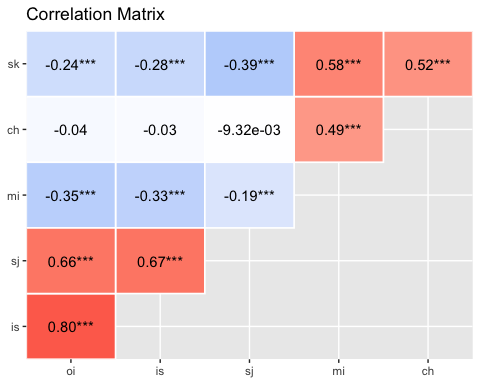 Correlation Matrix
sk -0.24*** -0.28*** -0.39*** 0.58*** 0.52***
ch -0.04 -0.03 -9.32e-03 0.49***
mi -0.35*** -0.33*** -0.19***
sj 0.66*** 0.67***
is 0.80***
oi is sj mi ch